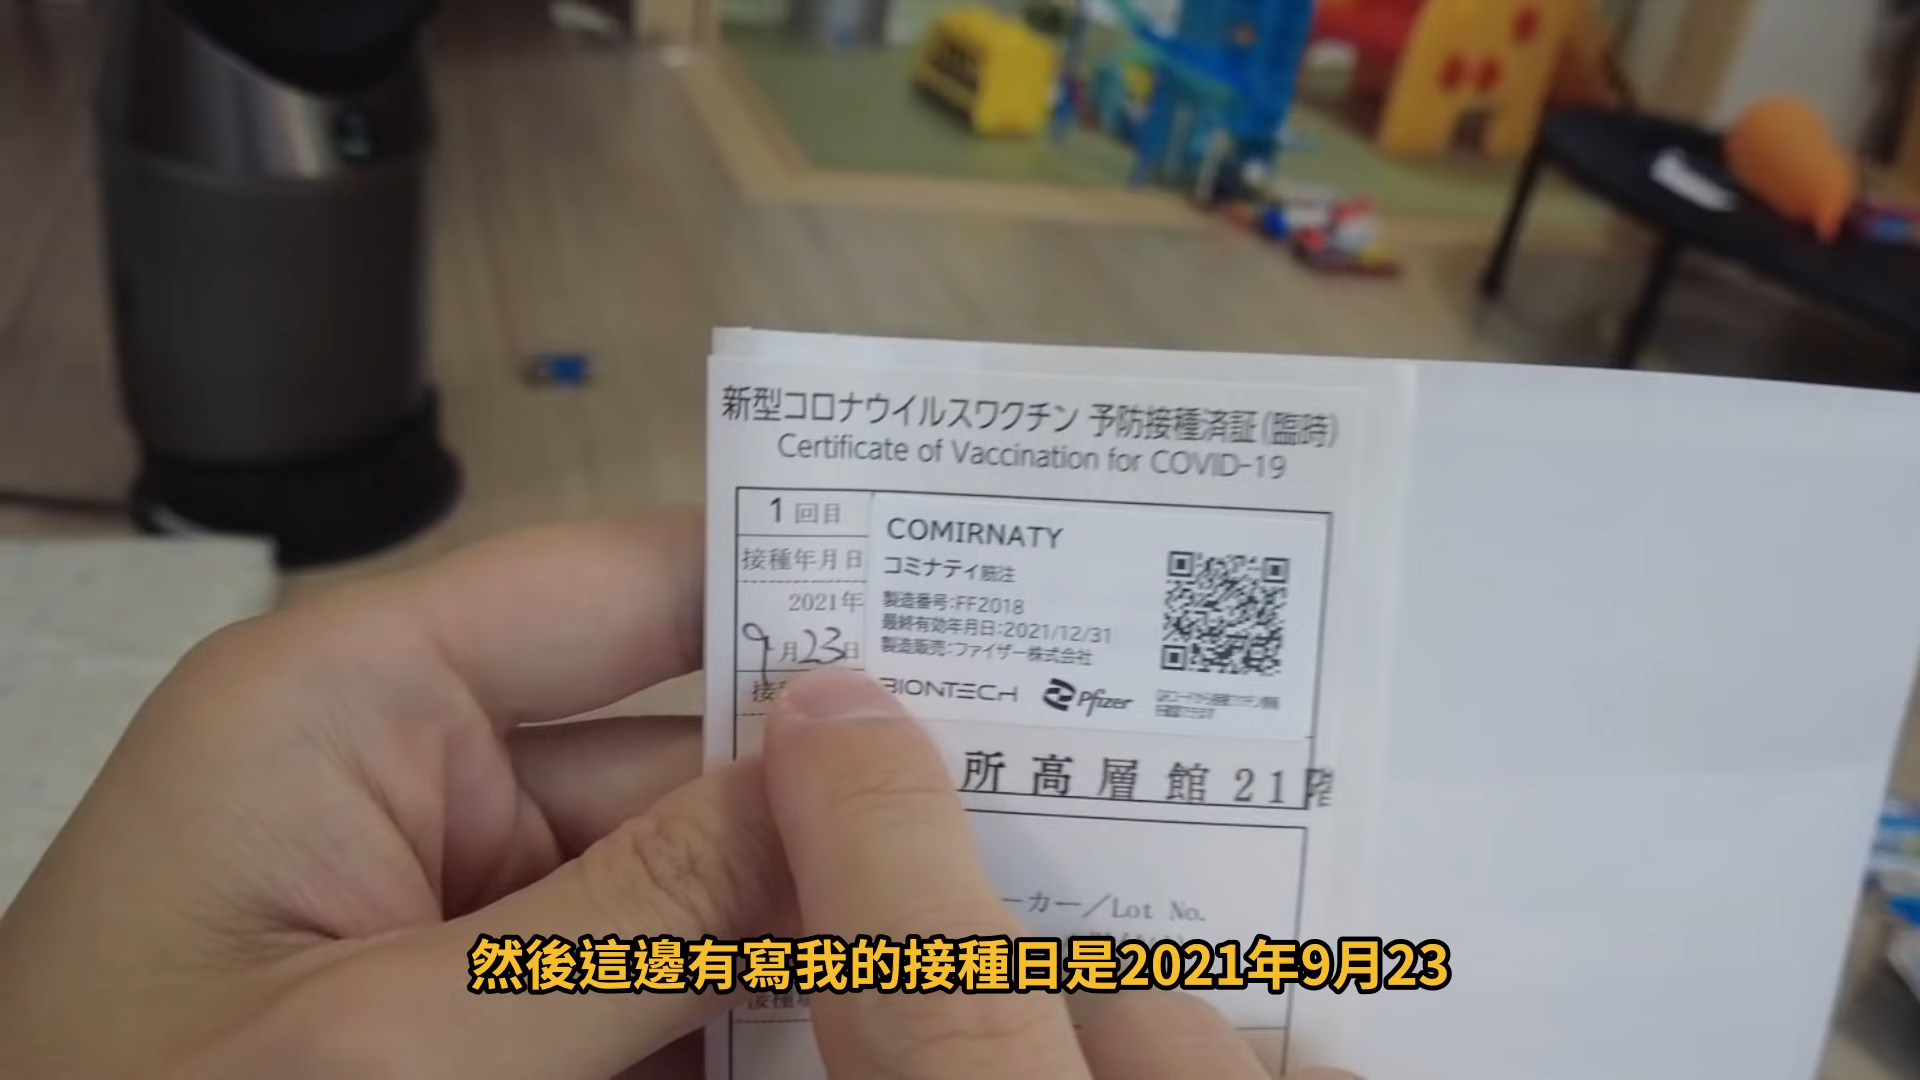 新型コロナウイルスワクチン 予防接種済証(臨時)
Certificate of Vaccination for COVID-19
1 回目
接種年月日
2021年
9月23日
COMIRNATY
コミナティ筋注
製造番号:FF2018
最終有効年月日:2021/12/31
製造販売:ファイザー株式会社
BIONTECH Pfizer
所高層館21階
ーカー/Lot No.
然後這邊有寫我的接種日是2021年9月23